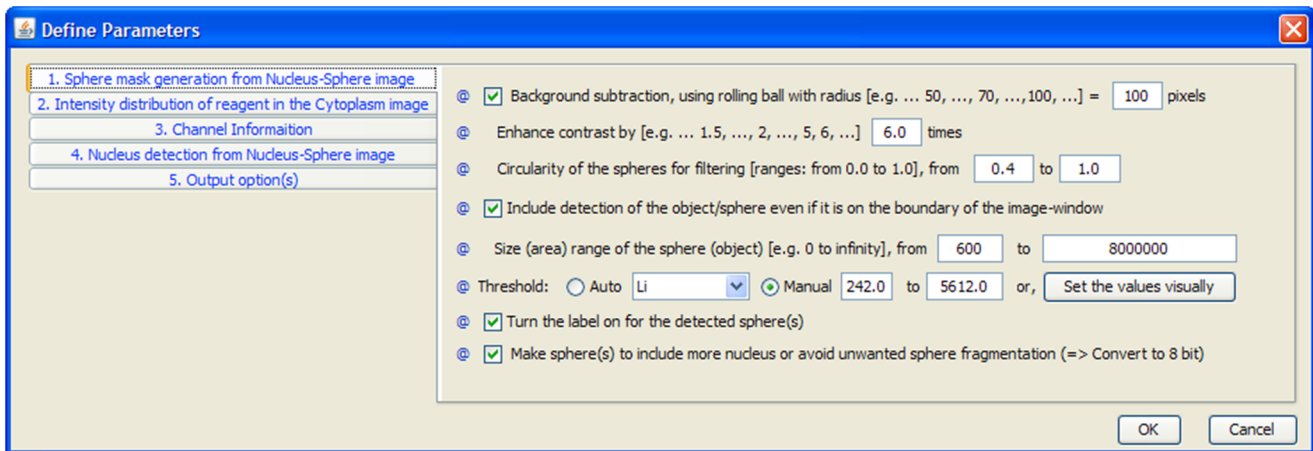 Define Parameters
1. Sphere mask generation from Nucleus-Sphere image
2. Intensity distribution of reagent in the Cytoplasm image
3. Channel Informaition
4. Nucleus detection from Nucleus-Sphere image
5. Output option(s)
@ Background subtraction, using rolling ball with radius [e.g. ... 50, ..., 70, ...,100, ...] = 100 pixels
@ Enhance contrast by [e.g. ... 1.5, ..., 2, ..., 5, 6, ...] 6.0 times
@ Circularity of the spheres for filtering [ranges: from 0.0 to 1.0], from 0.4 to 1.0
@ Include detection of the object/sphere even if it is on the boundary of the image-window
@ Size (area) range of the sphere (object) [e.g. 0 to infinity], from 600 to 8000000
@ Threshold: Auto Li Manual 242.0 to 5612.0 or, Set the values visually
@ Turn the label on for the detected sphere(s)
@ Make sphere(s) to include more nucleus or avoid unwanted sphere fragmentation (=> Convert to 8 bit)
OK Cancel